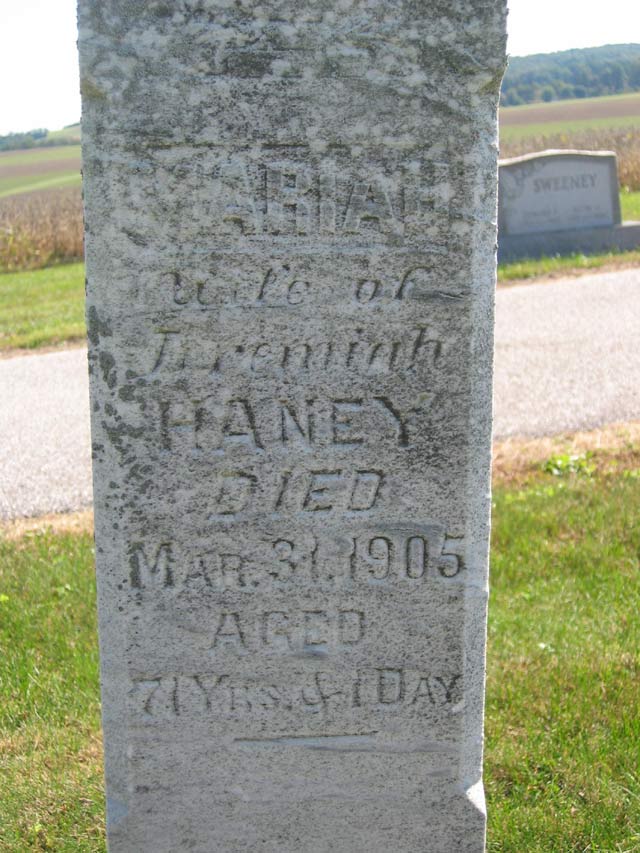 MARIAH
Wife of
Jeremiah
HANEY
DIED
MAR. 31, 1905
AGED
71 YRS. & 1 DAY.
SWEENEY